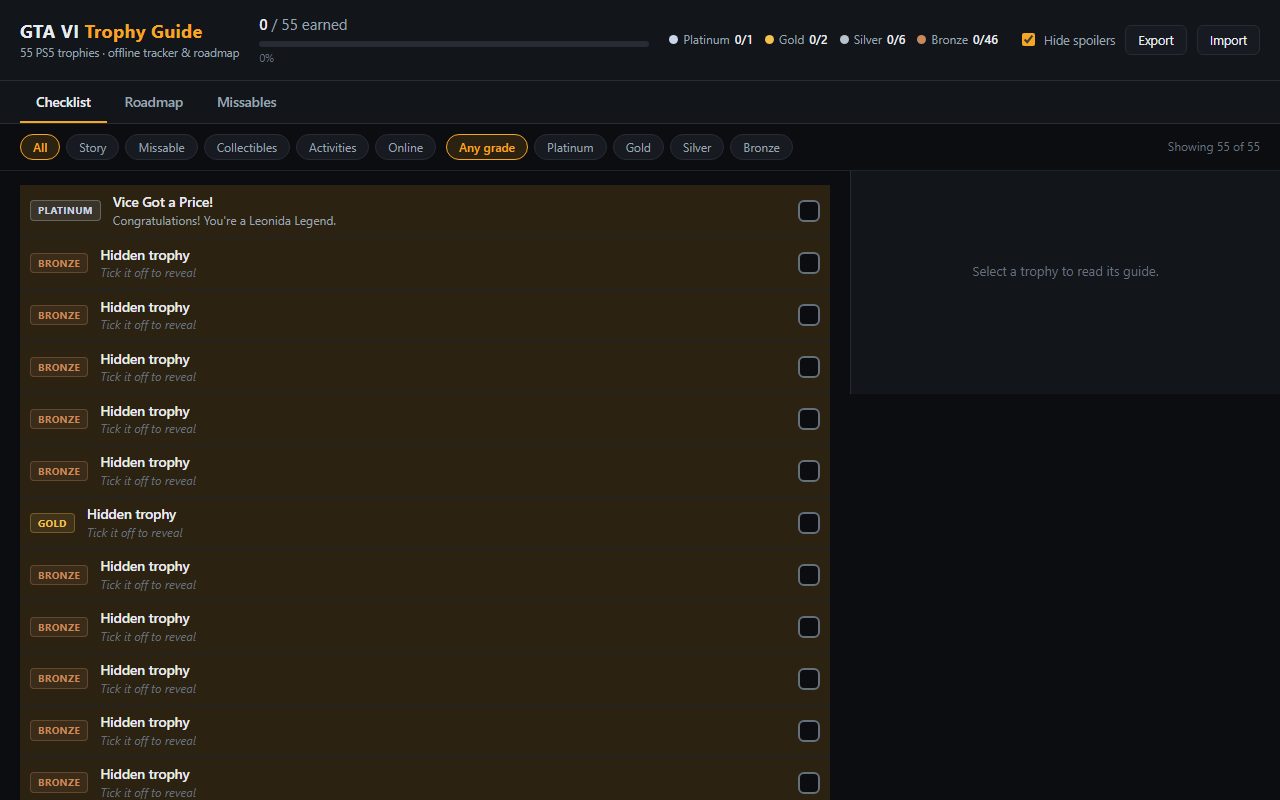 GTA VI Trophy Guide
55 PS5 trophies · offline tracker & roadmap
0 / 55 earned
0%
Platinum 0/1
Gold 0/2
Silver 0/6
Bronze 0/46
Hide spoilers
Export
Import
Checklist
Roadmap
Missables
All
Story
Missable
Collectibles
Activities
Online
Any grade
Platinum
Gold
Silver
Bronze
Showing 55 of 55
PLATINUM
Vice Got a Price!
Congratulations! You're a Leonida Legend.
BRONZE
Hidden trophy
Tick it off to reveal
BRONZE
Hidden trophy
Tick it off to reveal
BRONZE
Hidden trophy
Tick it off to reveal
BRONZE
Hidden trophy
Tick it off to reveal
BRONZE
Hidden trophy
Tick it off to reveal
GOLD
Hidden trophy
Tick it off to reveal
BRONZE
Hidden trophy
Tick it off to reveal
BRONZE
Hidden trophy
Tick it off to reveal
BRONZE
Hidden trophy
Tick it off to reveal
BRONZE
Hidden trophy
Tick it off to reveal
BRONZE
Hidden trophy
Tick it off to reveal
Select a trophy to read its guide.